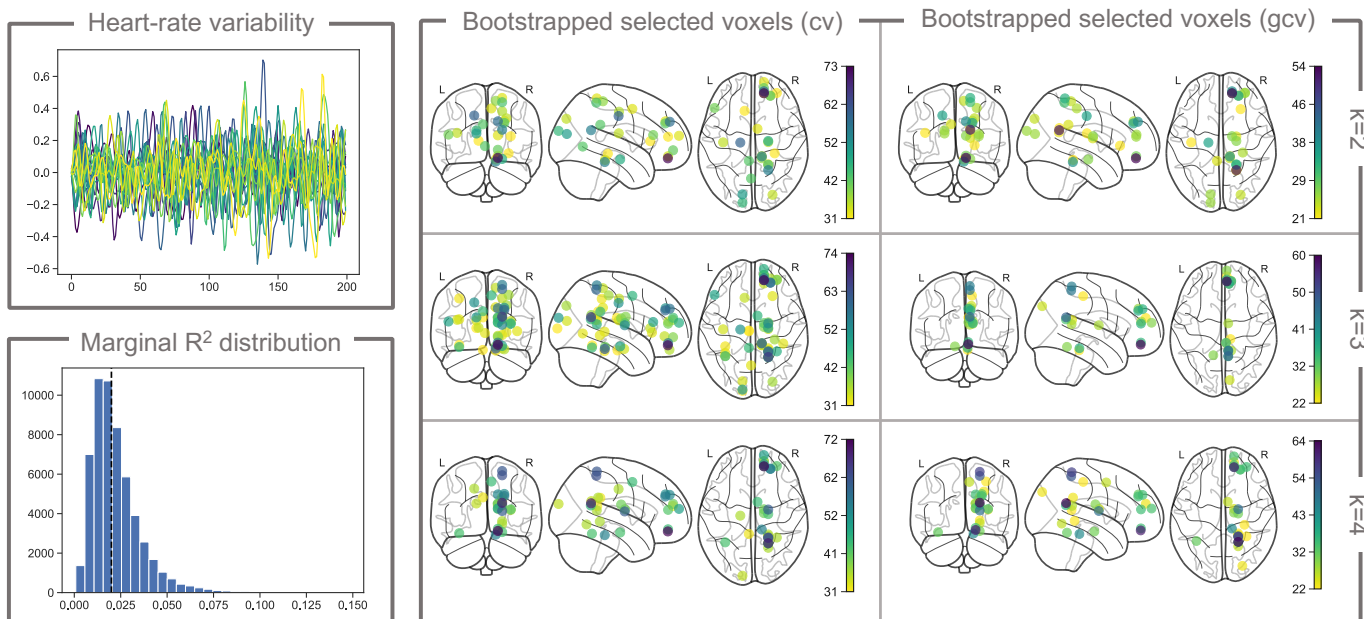 Heart-rate variability
0.6
0.4
0.2
0.0
−0.2
−0.4
−0.6
0 50 100 150 200
Marginal R² distribution
10000
8000
6000
4000
2000
0
0.000 0.025 0.050 0.075 0.100 0.125 0.150
Bootstrapped selected voxels (cv)
Bootstrapped selected voxels (gcv)
L R L R
73
62
52
42
31
L R L R
54
46
38
29
21
K=2
L R L R
74
63
52
42
31
L R L R
60
50
41
32
22
K=3
L R L R
72
61
51
41
31
L R L R
64
54
43
32
22
K=4